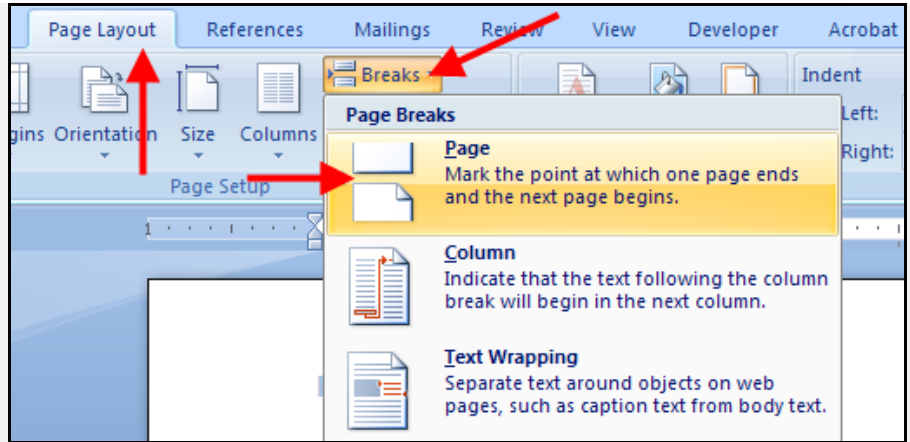 Page Layout References Mailings Review View Developer Acrobat
Breaks Indent
gins Orientation Size Columns Left:
Right:
Page Setup
Page Breaks
Page
Mark the point at which one page ends
and the next page begins.
1
Column
Indicate that the text following the column
break will begin in the next column.
Text Wrapping
Separate text around objects on web
pages, such as caption text from body text.